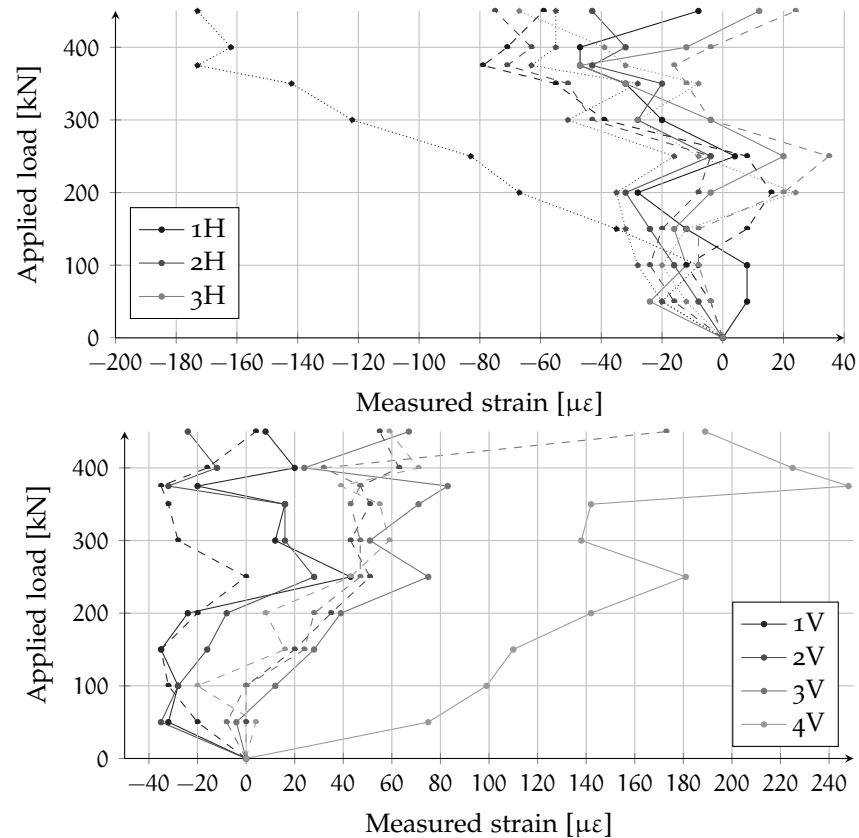 Applied load [kN]
400
300
200
100
0
1H
2H
3H
−200 −180 −160 −140 −120 −100 −80 −60 −40 −20 0 20 40
Measured strain [με]
Applied load [kN]
400
300
200
100
0
1V
2V
3V
4V
−40 −20 0 20 40 60 80 100 120 140 160 180 200 220 240
Measured strain [με]